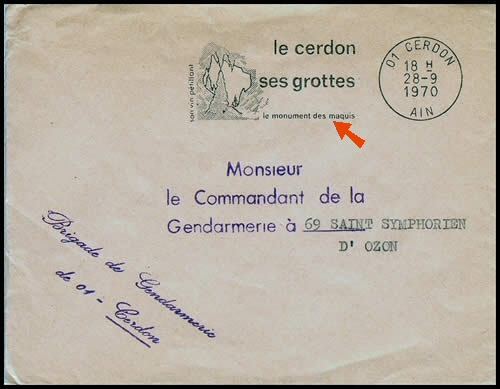 le cerdon
ses grottes
le monument des maquis
son vin pétillant
01 CERDON
18 H
28-9
1970
AIN
Monsieur
le Commandant de la
Gendarmerie à 69 SAINT SYMPHORIEN
D' OZON
Brigade de Gendarmerie
de 01 - Cerdon